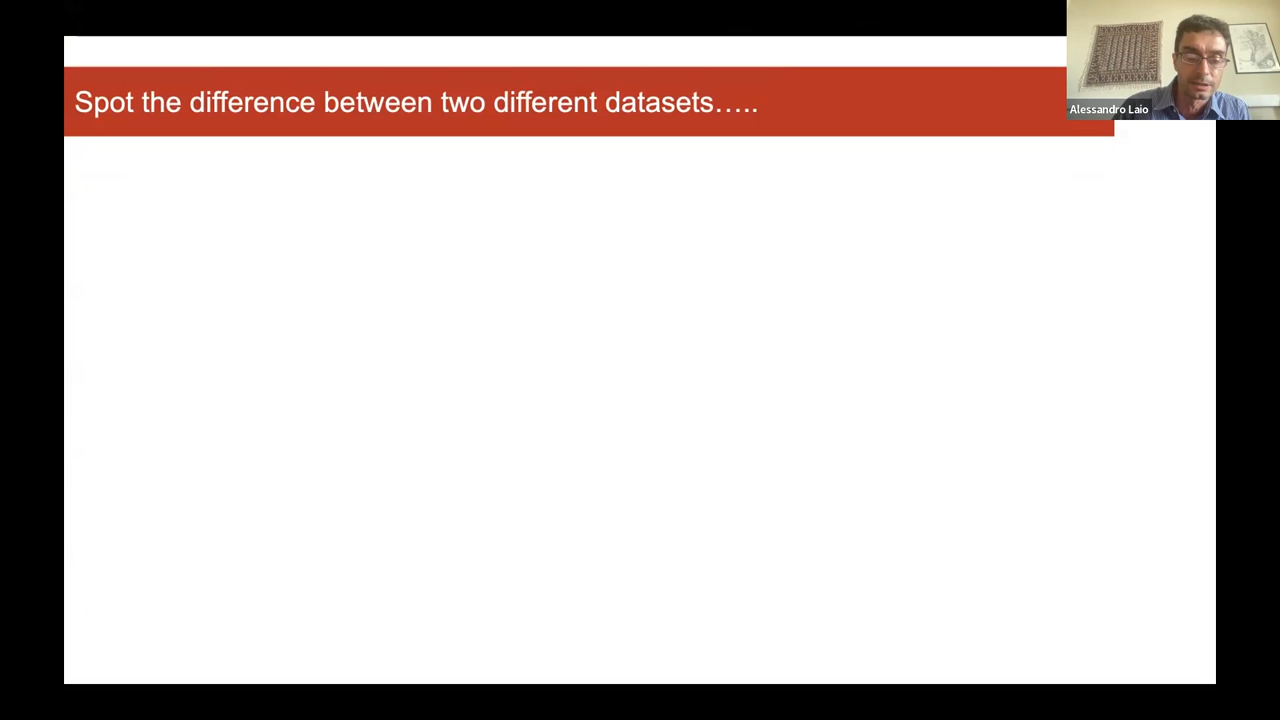 Spot the difference between two different datasets…..
Alessandro Laio